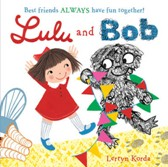 Best friends ALWAYS have fun together!
Lulu and Bob
Lerryn Korda